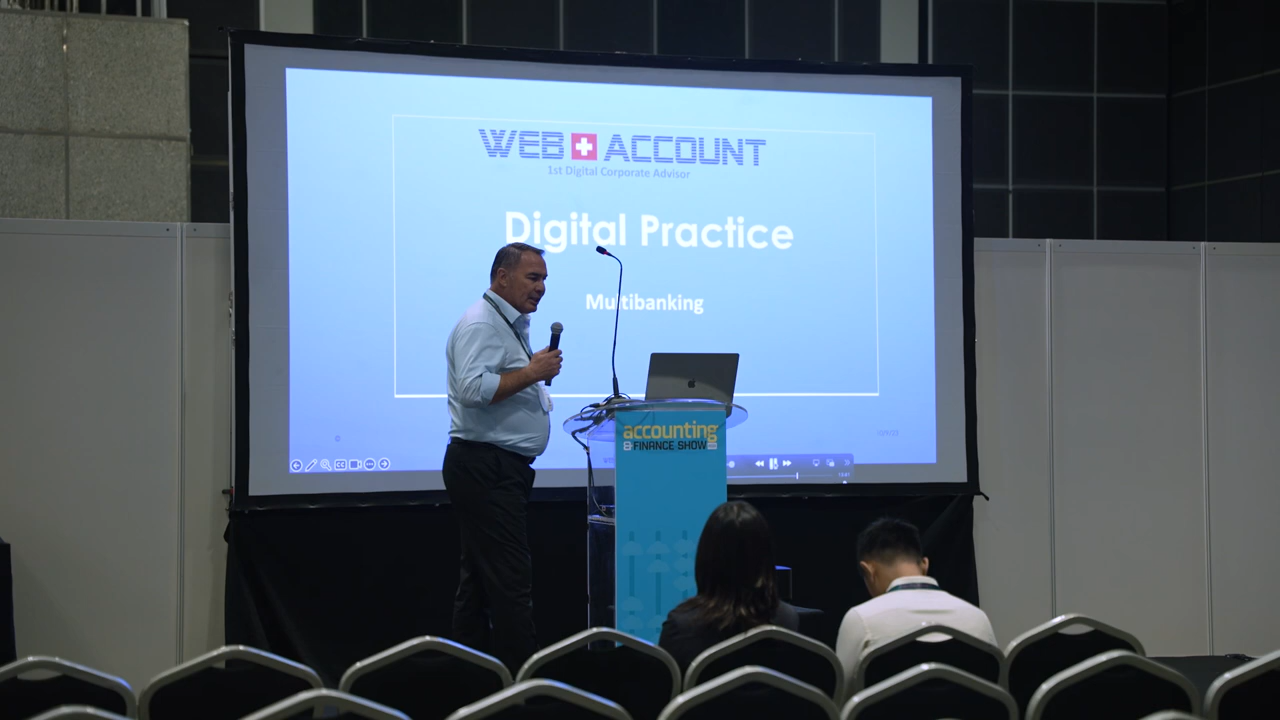 WEB ACCOUNT
1st Digital Corporate Advisor
Digital Practice
Multibanking
accounting
& FINANCE SHOW